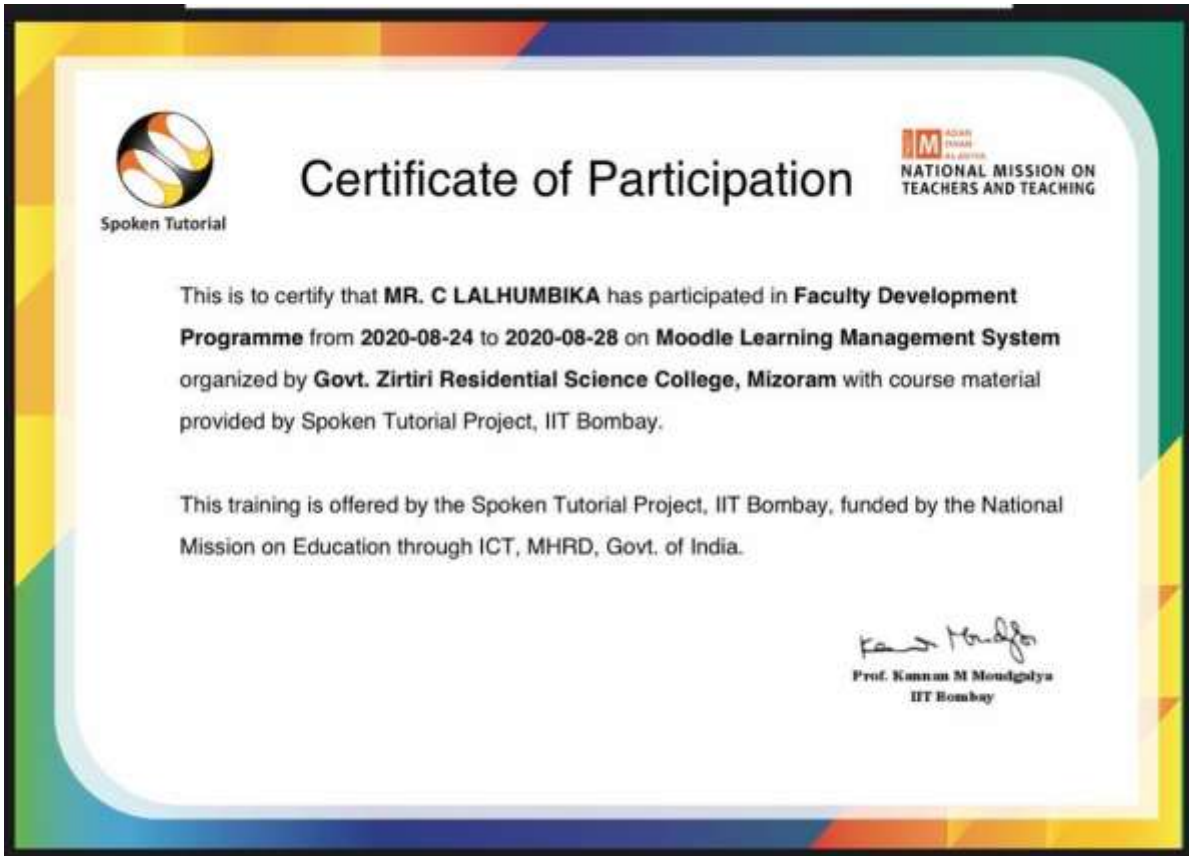 Spoken Tutorial
Certificate of Participation
M
NATIONAL MISSION ON
TEACHERS AND TEACHING
This is to certify that MR. C LALHUMBIKA has participated in Faculty Development
Programme from 2020-08-24 to 2020-08-28 on Moodle Learning Management System
organized by Govt. Zirtiri Residential Science College, Mizoram with course material
provided by Spoken Tutorial Project, IIT Bombay.
This training is offered by the Spoken Tutorial Project, IIT Bombay, funded by the National
Mission on Education through ICT, MHRD, Govt. of India.
Prof. Kannan M Moudgalya
IIT Bombay